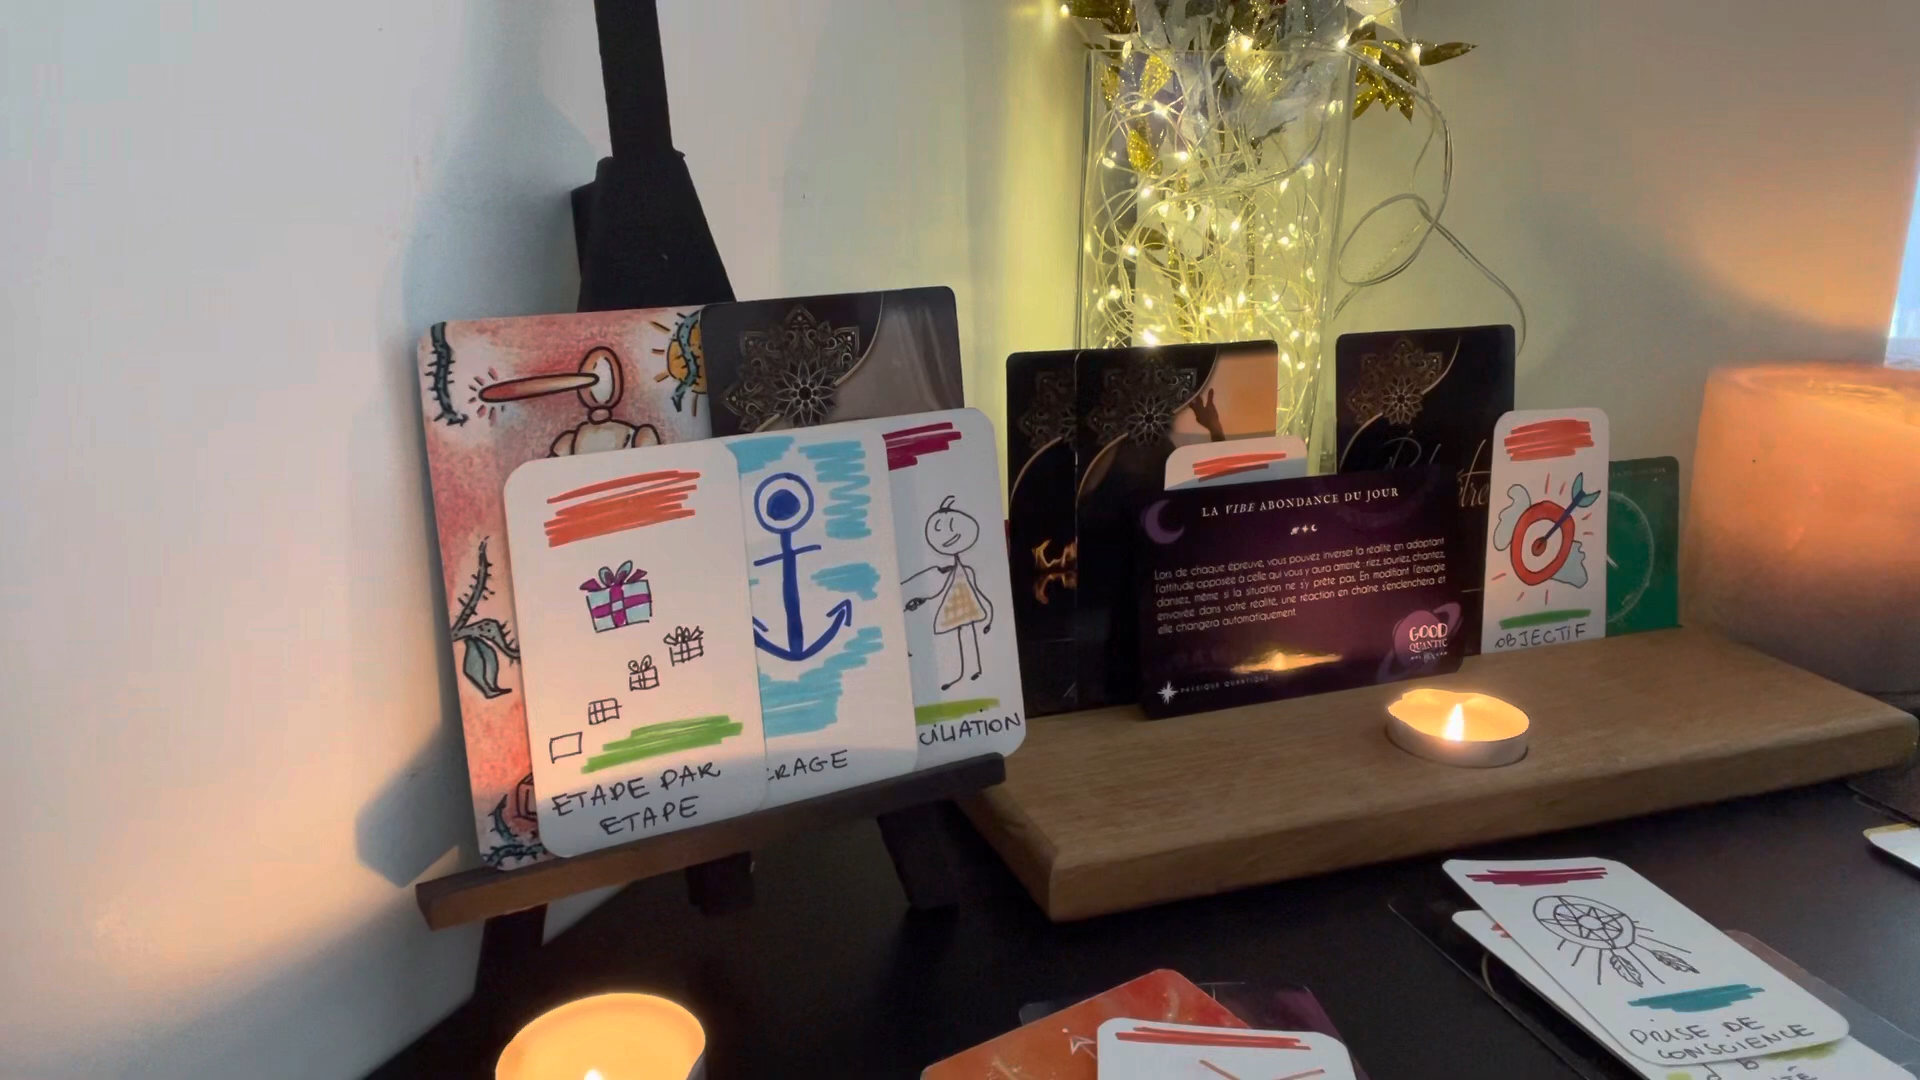 ETAPE PAR
ETAPE
CRAGE
CILIATION
LA VIBE ABONDANCE DU JOUR
Lors de chaque épreuve, vous pouvez inverser la réalité en adoptant
l'attitude opposée à celle qui vous y aura amené : riez, souriez, chantez,
dansez, même si la situation ne s'y prête pas. En modifiant l'énergie
envoyée dans votre réalité, une réaction en chaîne s'enclenchera et
elle changera automatiquement.
GOOD
QUANTIC
PHYSIQUE QUANTIQUE
OBJECTIF
PRISE DE
CONSCIENCE
TÉ